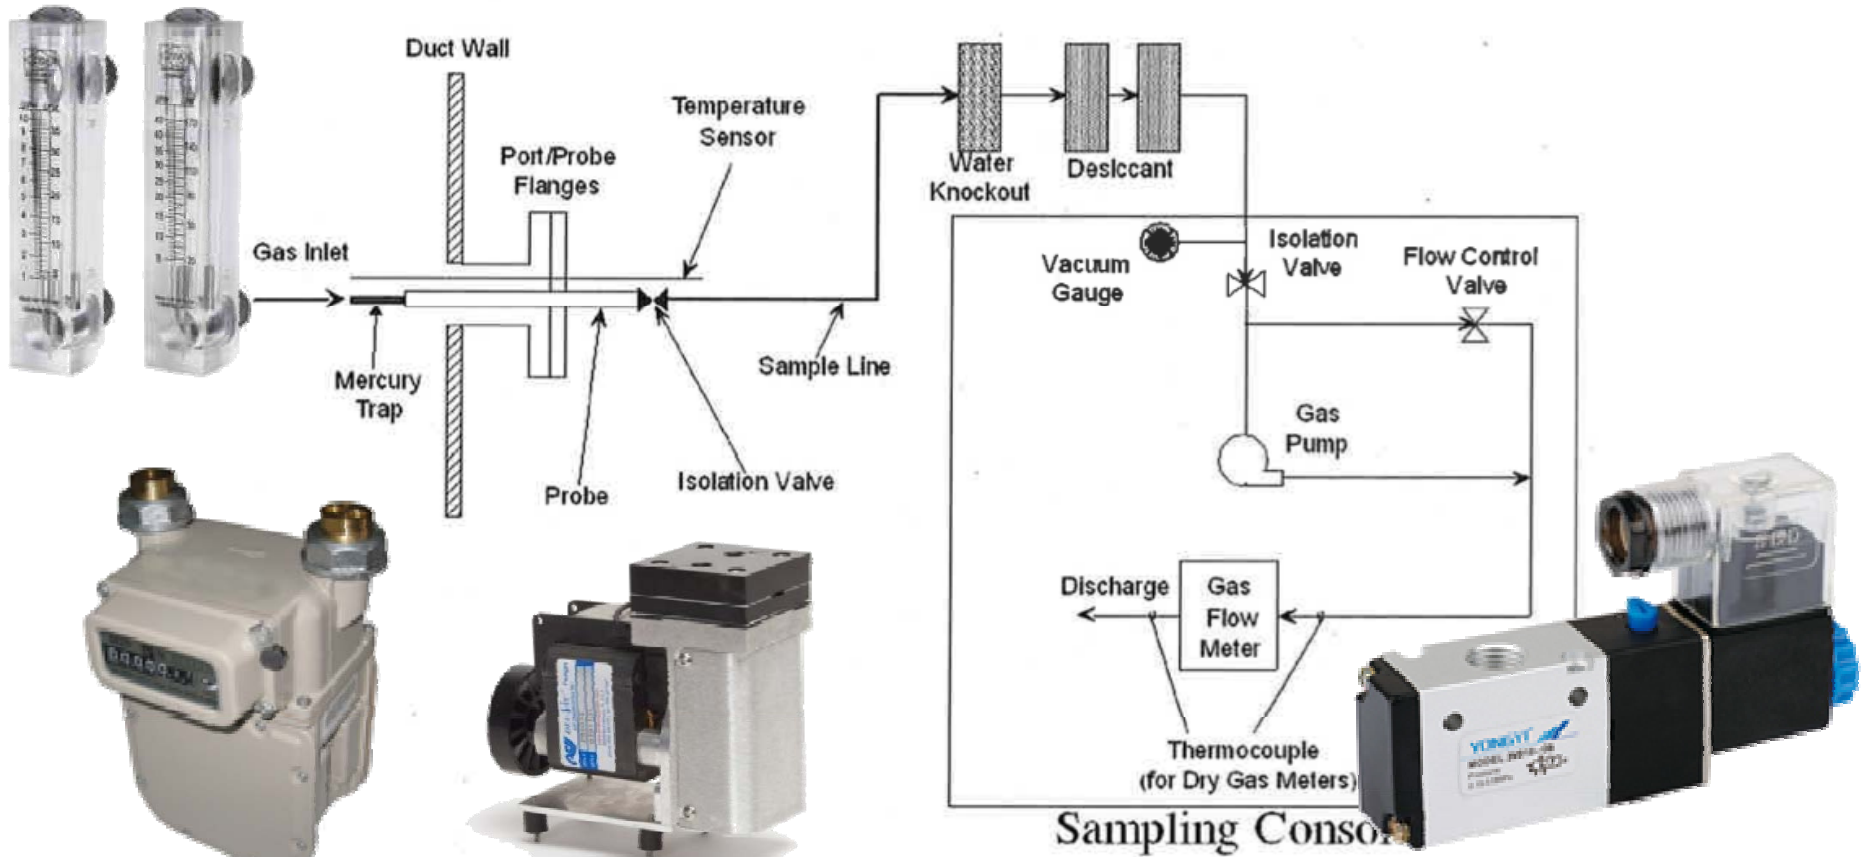 Duct Wall
Temperature
Sensor
Port/Probe
Flanges
Gas Inlet
Mercury
Trap
Probe
Isolation Valve
Sample Line
Water
Knockout
Desiccant
Vacuum
Gauge
Isolation
Valve
Flow Control
Valve
Gas
Pump
Discharge
Gas
Flow
Meter
Thermocouple
(for Dry Gas Meters)
Sampling Conso
YONGYI